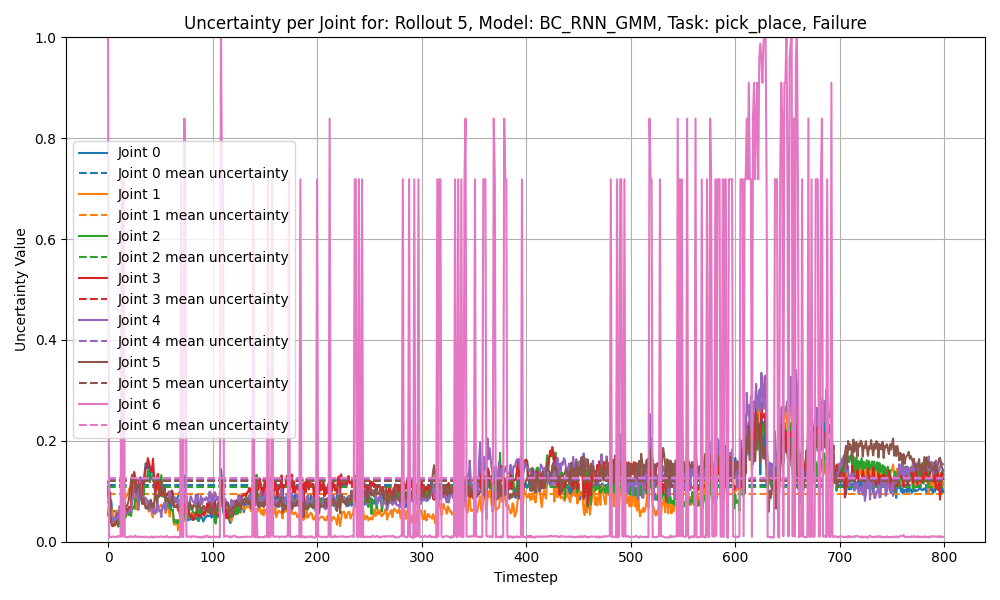 Uncertainty per Joint for: Rollout 5, Model: BC_RNN_GMM, Task: pick_place, Failure
1.0
0.8
0.6
0.4
0.2
0.0
Uncertainty Value
Joint 0
Joint 0 mean uncertainty
Joint 1
Joint 1 mean uncertainty
Joint 2
Joint 2 mean uncertainty
Joint 3
Joint 3 mean uncertainty
Joint 4
Joint 4 mean uncertainty
Joint 5
Joint 5 mean uncertainty
Joint 6
Joint 6 mean uncertainty
0 100 200 300 400 500 600 700 800
Timestep